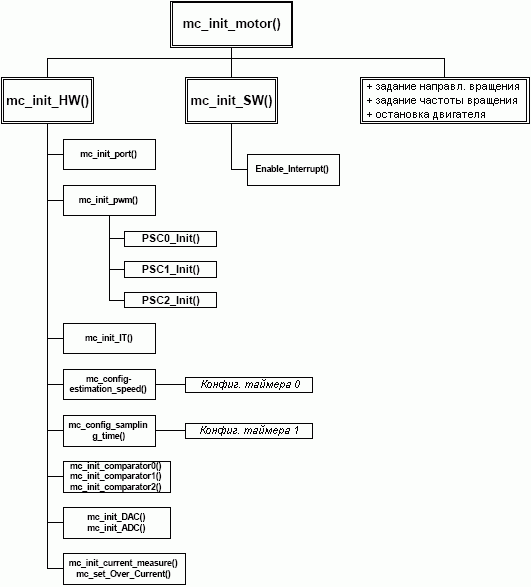 mc_init_motor()
mc_init_HW()
mc_init_SW()
+ задание направл. вращения
+ задание частоты вращения
+ остановка двигателя
mc_init_port()
Enable_Interrupt()
mc_init_pwm()
PSC0_Init()
PSC1_Init()
PSC2_Init()
mc_init_IT()
mc_config-
estimation_speed()
Конфиг. таймера 0
mc_config_samplin
g_time()
Конфиг. таймера 1
mc_init_comparator0()
mc_init_comparator1()
mc_init_comparator2()
mc_init_DAC()
mc_init_ADC()
mc_init_current_measure()
mc_set_Over_Current()